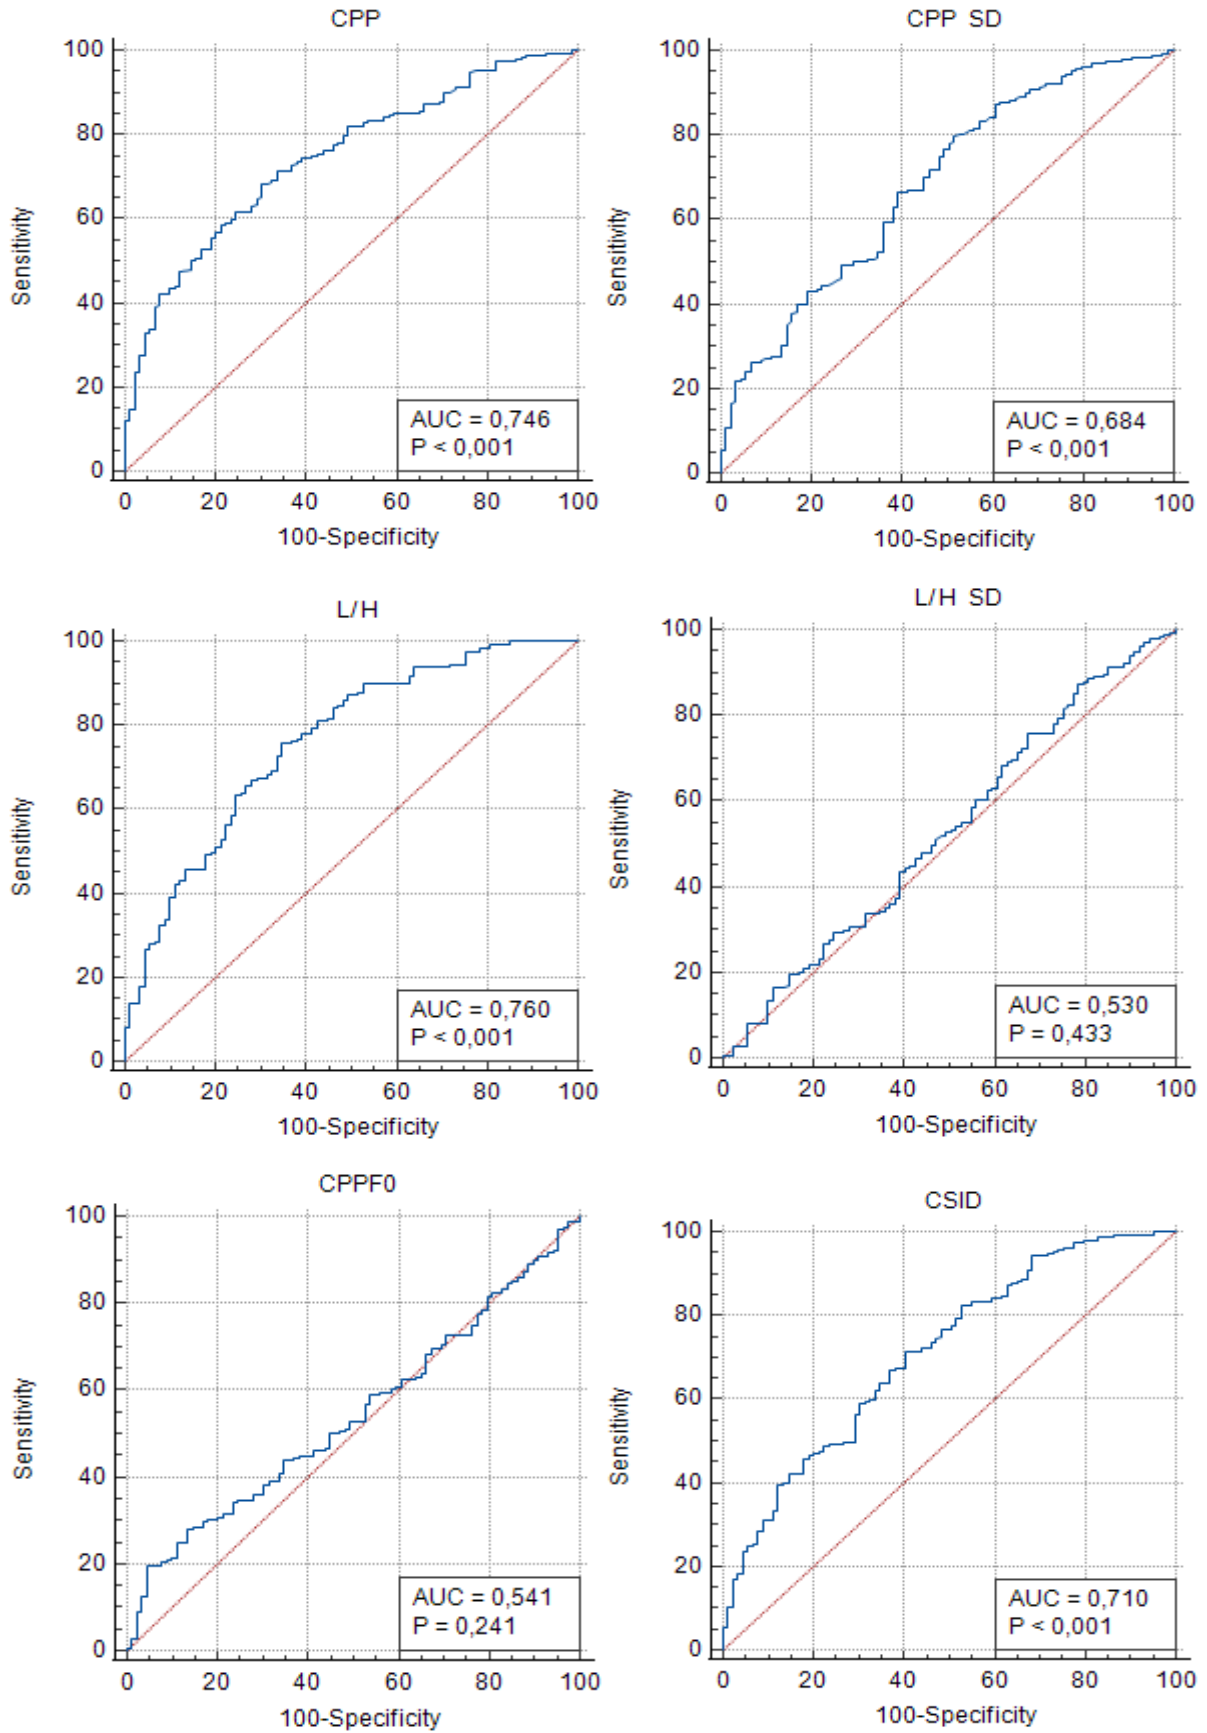 CPP
100
80
60
40
20
0
Sensitivity
AUC = 0,746
P < 0,001
0 20 40 60 80 100
100-Specificity
CPP SD
100
80
60
40
20
0
Sensitivity
AUC = 0,684
P < 0,001
0 20 40 60 80 100
100-Specificity
L/H
100
80
60
40
20
0
Sensitivity
AUC = 0,760
P < 0,001
0 20 40 60 80 100
100-Specificity
L/H SD
100
80
60
40
20
0
Sensitivity
AUC = 0,530
P = 0,433
0 20 40 60 80 100
100-Specificity
CPPF0
100
80
60
40
20
0
Sensitivity
AUC = 0,541
P = 0,241
0 20 40 60 80 100
100-Specificity
CSID
100
80
60
40
20
0
Sensitivity
AUC = 0,710
P < 0,001
0 20 40 60 80 100
100-Specificity